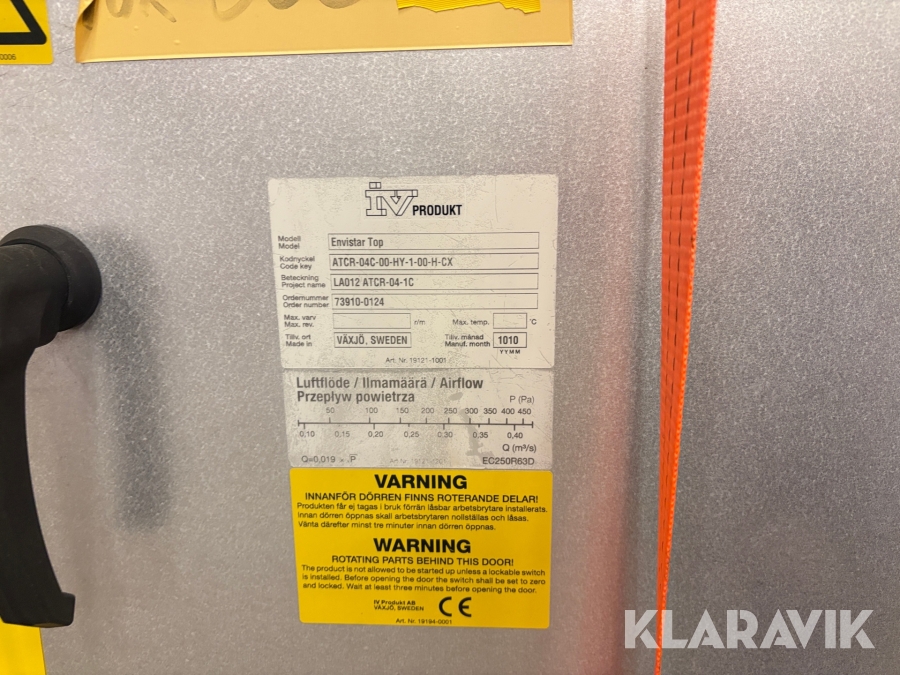 0006
IV PRODUKT
Modell
Model
Envistar Top
Kodnyckel
Code key
ATCR-04C-00-HY-1-00-H-CX
Beteckning
Project name
LA012 ATCR-04-1C
Ordernummer
Order number
73910-0124
Max. varv
Max. rev.
r/m
Max. temp.
°C
Tillv. ort
Made in
VÄXJÖ, SWEDEN
Tillv. månad
Manuf. month
1010
YYMM
Art. Nr. 19121-1001
Luftflöde / Ilmamäärä / Airflow
Przepływ powietrza
P (Pa)
50 100 150 200 250 300 350 400 450
0,10 0,15 0,20 0,25 0,30 0,35 0,40
Q (m³/s)
Q=0,019 × P
EC250R63D
VARNING
INNANFÖR DÖRREN FINNS ROTERANDE DELAR!
Produkten får ej tagas i bruk förrän låsbar arbetsbrytare installerats.
Innan dörren öppnas skall arbetsbrytaren nollställas och låsas.
Vänta därefter minst tre minuter innan dörren öppnas.
WARNING
ROTATING PARTS BEHIND THIS DOOR!
The product is not allowed to be started up unless a lockable switch
is installed. Before opening the door the switch shall be set to zero
and locked. Wait at least three minutes before opening the door.
IV Produkt AB
VÄXJÖ, SWEDEN
CE
Art. Nr. 19194-0001
KLARAVIK